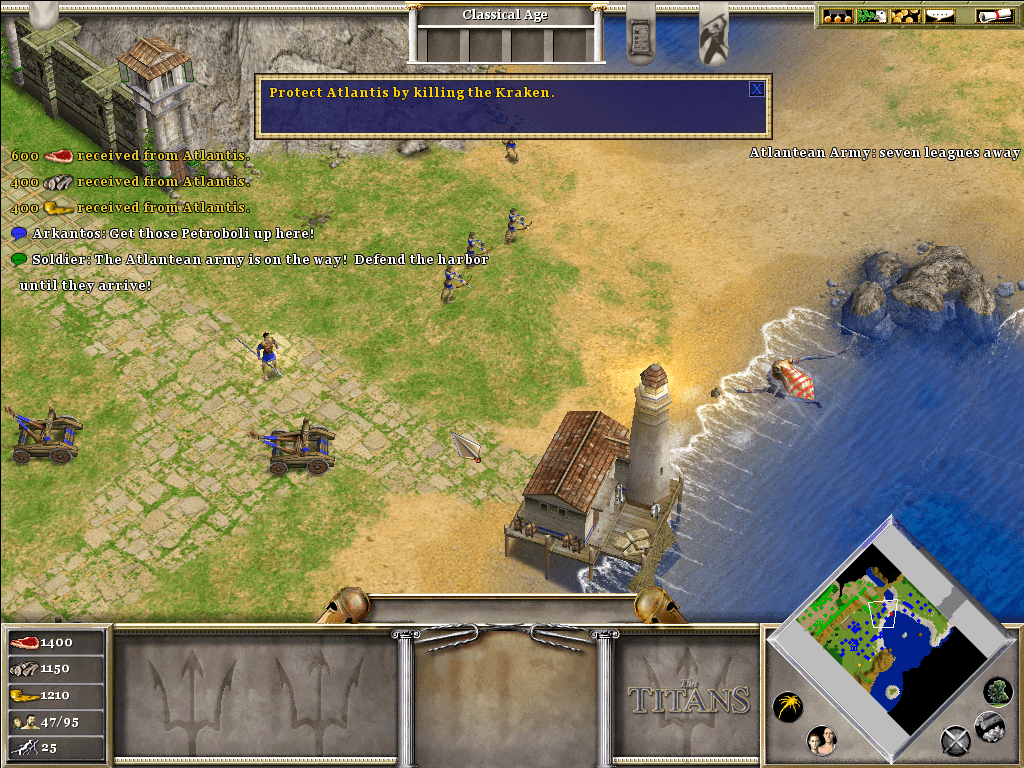 Classical Age
Protect Atlantis by killing the Kraken.
X
Atlantean Army: seven leagues away
600 received from Atlantis.
400 received from Atlantis.
400 received from Atlantis.
Arkantos: Get those Petroboli up here!
Soldier: The Atlantean army is on the way! Defend the harbor
until they arrive!
1400
1150
1210
47/95
25
The
TITANS